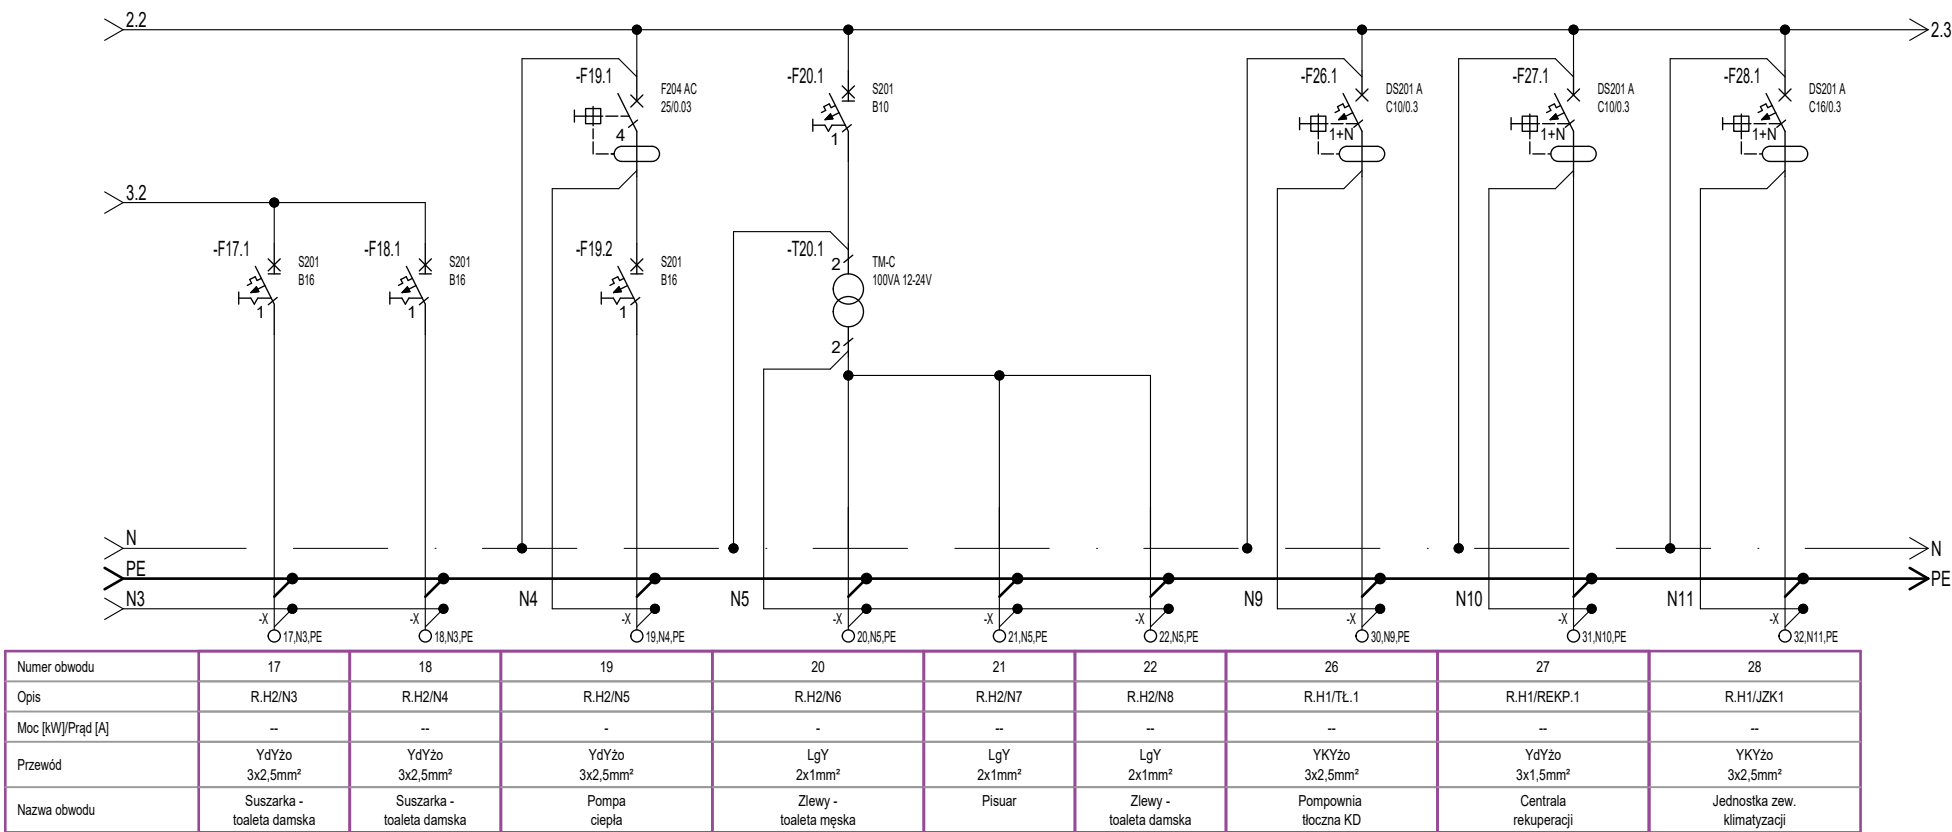 2.2
2.3
-F19.1
F204 AC
25/0.03
4
-F20.1
S201
B10
1
-F26.1
DS201 A
C10/0.3
1+N
-F27.1
DS201 A
C10/0.3
1+N
-F28.1
DS201 A
C16/0.3
1+N
3.2
-F17.1
S201
B16
1
-F18.1
S201
B16
1
-F19.2
S201
B16
1
-T20.1
2
TM-C
100VA 12-24V
2
N
N
PE
PE
N3
N4
N5
N9
N10
N11
-X
-X
-X
-X
-X
-X
-X
-X
-X
17,N3,PE
18,N3,PE
19,N4,PE
20,N5,PE
21,N5,PE
22,N5,PE
30,N9,PE
31,N10,PE
32,N11,PE
Numer obwodu 17 18 19 20 21 22 26 27 28
Opis R.H2/N3 R.H2/N4 R.H2/N5 R.H2/N6 R.H2/N7 R.H2/N8 R.H1/TŁ.1 R.H1/REKP.1 R.H1/JZK1
Moc [kW]/Prąd [A] -- -- - - -- -- -- -- --
Przewód
YdYżo YdYżo YdYżo LgY LgY LgY YKYżo YdYżo YKYżo
3x2,5mm² 3x2,5mm² 3x2,5mm² 2x1mm² 2x1mm² 2x1mm² 3x2,5mm² 3x1,5mm² 3x2,5mm²
Nazwa obwodu
Suszarka - Suszarka - Pompa Zlewy - Pisuar Zlewy - Pompownia Centrala Jednostka zew.
toaleta damska toaleta damska ciepła toaleta męska toaleta damska tłoczna KD rekuperacji klimatyzacji